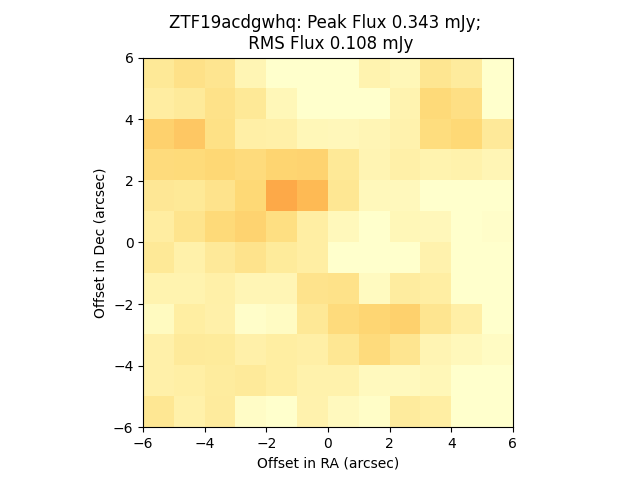 ZTF19acdgwhq: Peak Flux 0.343 mJy;
RMS Flux 0.108 mJy
6
4
2
0
−2
−4
−6
Offset in Dec (arcsec)
−6 −4 −2 0 2 4 6
Offset in RA (arcsec)